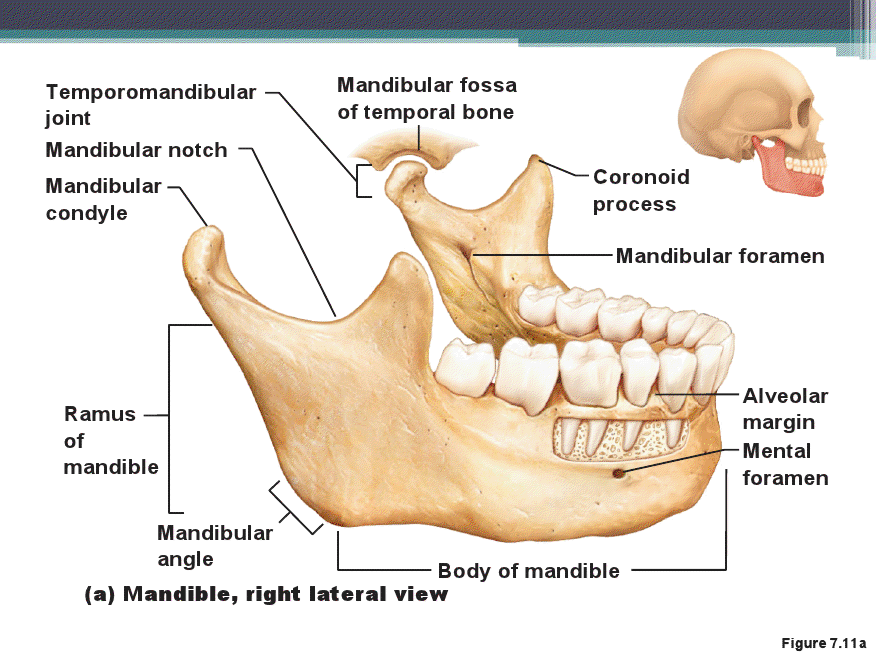 Temporomandibular
joint
Mandibular fossa
of temporal bone
Mandibular notch
Mandibular
condyle
Coronoid
process
Mandibular foramen
Ramus
of
mandible
Alveolar
margin
Mental
foramen
Mandibular
angle
Body of mandible
(a) Mandible, right lateral view
Figure 7.11a